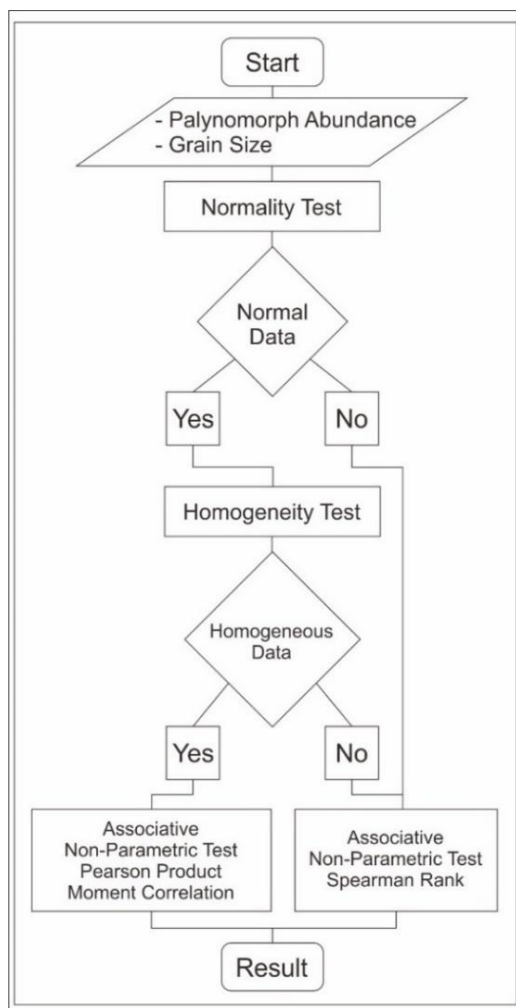 Start
- Palynomorph Abundance
- Grain Size
Normality Test
Normal
Data
Yes
No
Homogeneity Test
Homogeneous
Data
Yes
No
Associative
Non-Parametric Test
Pearson Product
Moment Correlation
Associative
Non-Parametric Test
Spearman Rank
Result